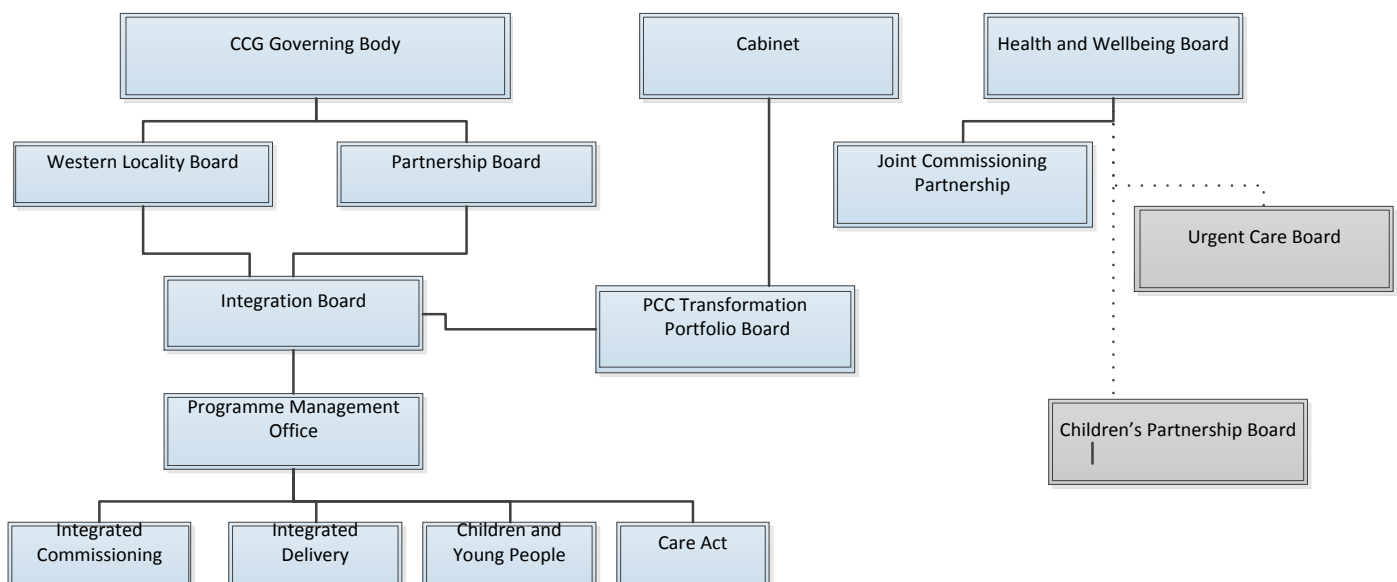 CCG Governing Body
Cabinet
Health and Wellbeing Board
Western Locality Board
Partnership Board
Joint Commissioning
Partnership
Urgent Care Board
Integration Board
PCC Transformation
Portfolio Board
Programme Management
Office
Children’s Partnership Board
Integrated
Commissioning
Integrated
Delivery
Children and
Young People
Care Act